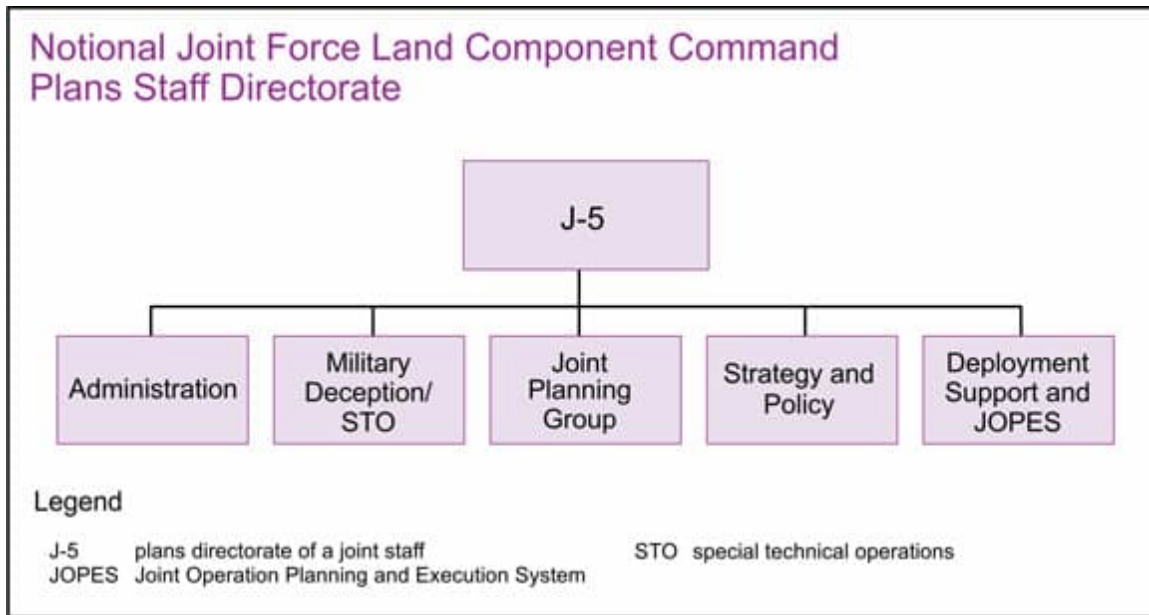 Notional Joint Force Land Component Command
Plans Staff Directorate
J-5
Administration
Military
Deception/
STO
Joint
Planning
Group
Strategy and
Policy
Deployment
Support and
JOPES
Legend
J-5 plans directorate of a joint staff
STO special technical operations
JOPES Joint Operation Planning and Execution System